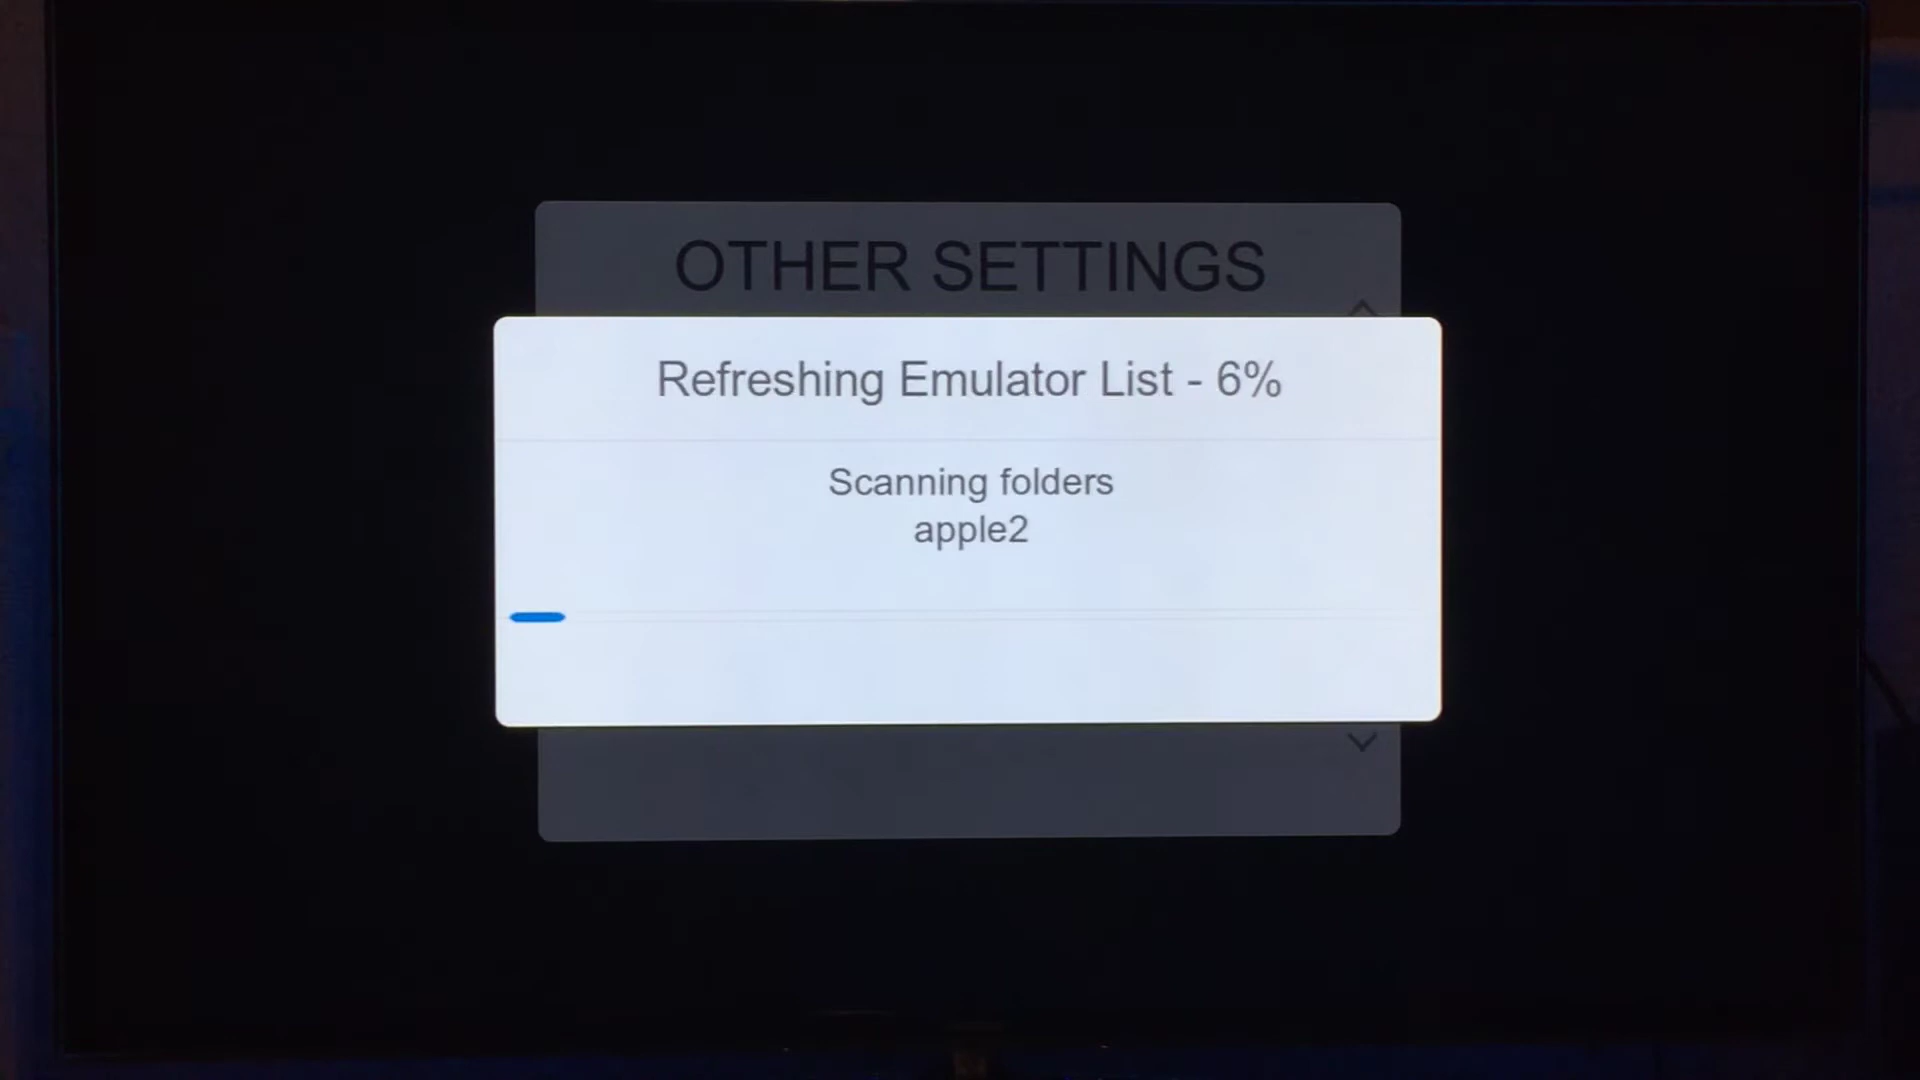 OTHER SETTINGS
Refreshing Emulator List - 6%
Scanning folders
apple2